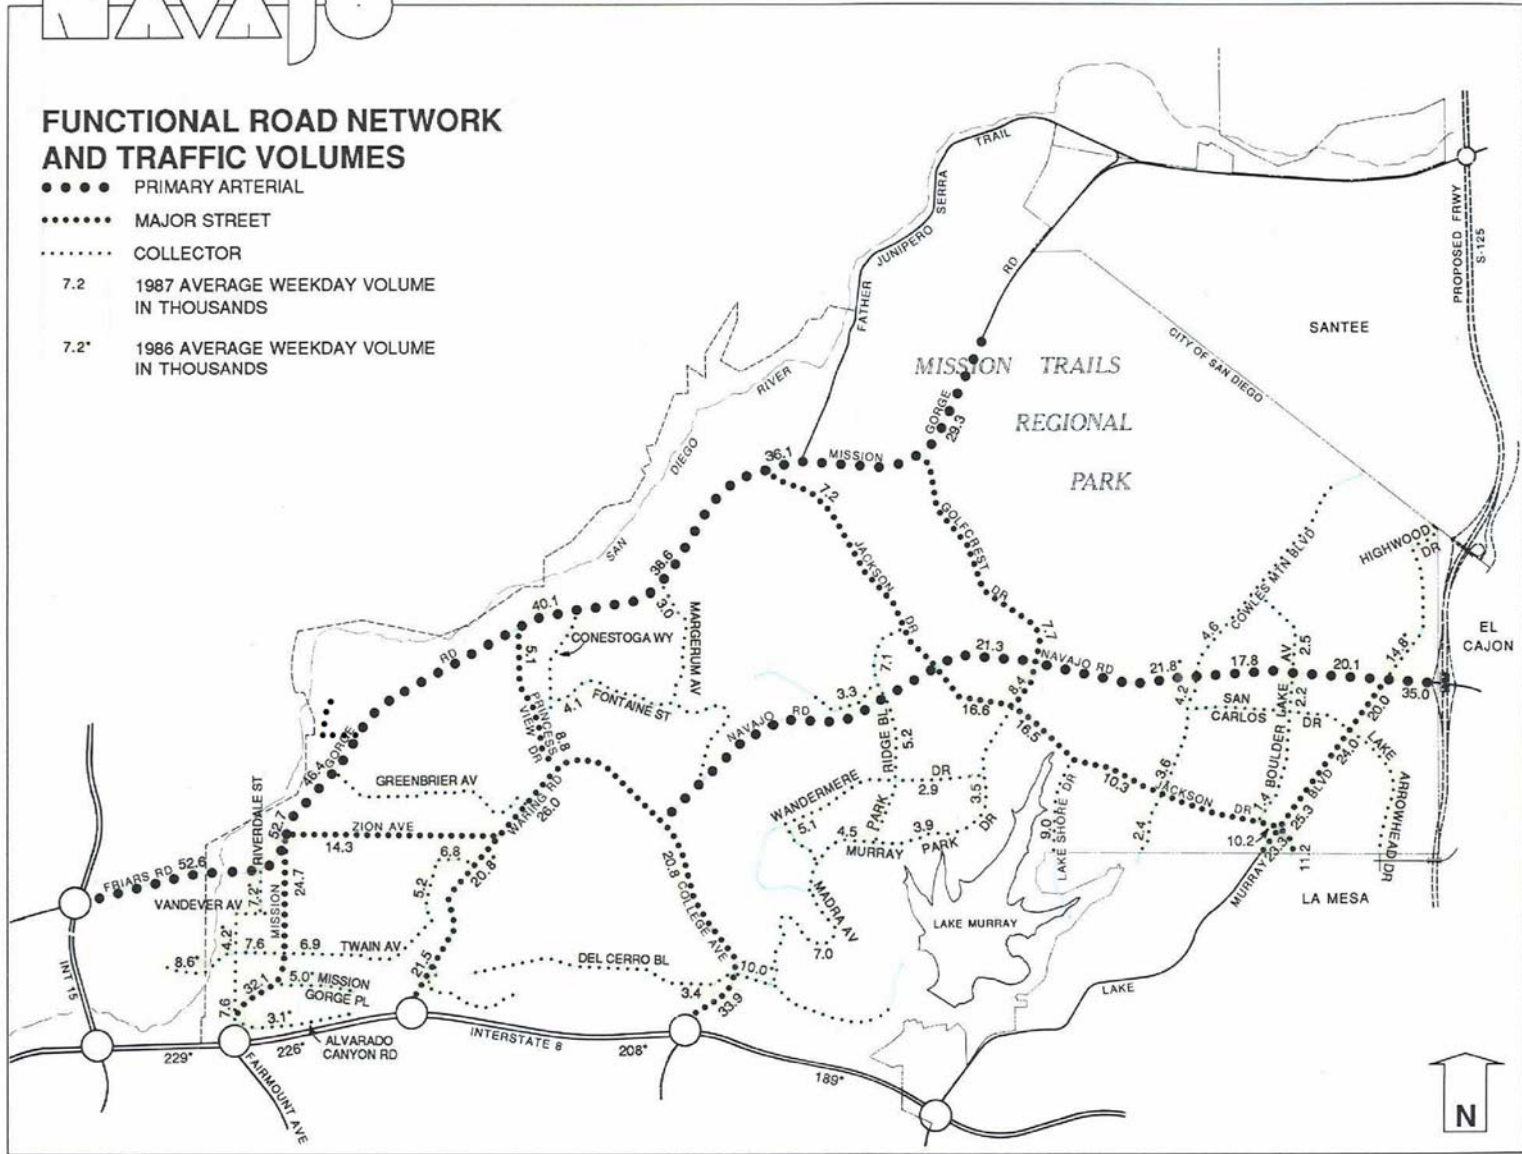 NAVAJO
FUNCTIONAL ROAD NETWORK
AND TRAFFIC VOLUMES
PRIMARY ARTERIAL
MAJOR STREET
COLLECTOR
7.2 1987 AVERAGE WEEKDAY VOLUME
IN THOUSANDS
7.2* 1986 AVERAGE WEEKDAY VOLUME
IN THOUSANDS
FATHER JUNIPERO SERRA TRAIL
SAN DIEGO RIVER
MISSION TRAILS
REGIONAL
PARK
CITY OF SAN DIEGO
SANTEE
PROPOSED FRWY
S-125
EL
CAJON
HIGHWOOD
DR
MISSION GORGE RD
29.3
36.1
38.6
40.1
46.4
52.7
GORGE RD
7.2
JACKSON DR
GOLFCREST DR
7.7
3.0
MARGERUM AV
CONESTOGA WY
5.1
PRINCESS
VIEW DR
8.8
FONTAINE ST
4.1
NAVAJO RD
3.3
7.1
21.3
NAVAJO RD
21.8*
17.8
20.1
35.0
14.8*
4.6
COWLES MTN BLVD
2.5
4.2
SAN
CARLOS DR
BOULDER LAKE AV
2.2
7.4
20.0
24.0
25.3
23.3
11.2
10.2
MURRAY BLVD
LAKE
ARROWHEAD DR
8.4
16.6
16.5
10.3
JACKSON DR
3.6
2.4
PARK RIDGE BL
5.2
WANDERMERE DR
2.9
3.5
5.1
4.5
3.9
MURRAY PARK DR
MADRA AV
7.0
LAKE SHORE DR
9.0
LAKE MURRAY
LA MESA
MURRAY
LAKE
GREENBRIER AV
WARING RD
26.0
ZION AVE
14.3
RIVERDALE ST
FRIARS RD
52.6
VANDEVER AV
7.2*
MISSION
24.7
6.8
20.8
5.2
4.2*
7.6
6.9
TWAIN AV
8.6*
21.5
32.1
5.0* MISSION
GORGE PL
7.6
3.1*
ALVARADO
CANYON RD
20.8
COLLEGE AVE
DEL CERRO BL
10.0*
3.4
33.9
INT 15
229*
226*
INTERSTATE 8
208*
189*
FAIRMOUNT AVE
N